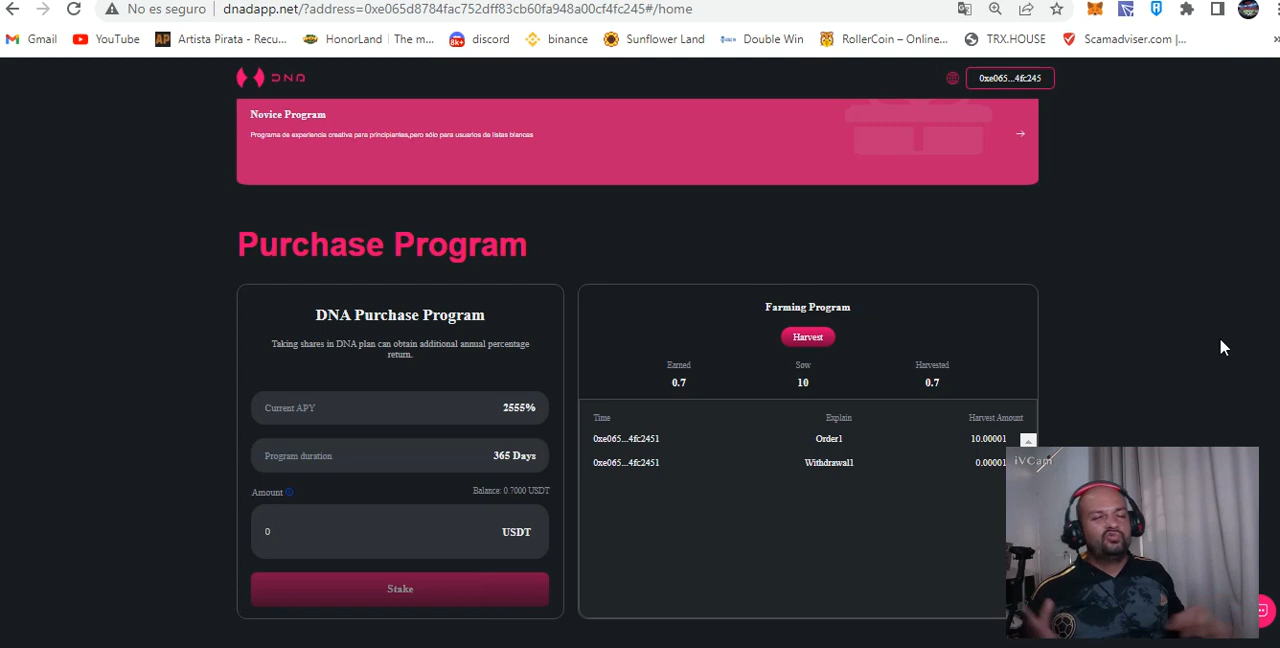 No es seguro
dnadapp.net/?address=0xe065d8784fac752dff83cb60fa948a00cf4fc245#/home
Gmail
YouTube
AP
Artista Pirata - Recu...
HonorLand | The m...
8k+
discord
binance
Sunflower Land
Double Win
RollerCoin – Online...
TRX.HOUSE
Scamadviser.com |...
»
DNA
0xe065...4fc245
Novice Program
Programa de experiencia creativa para principiantes,pero sólo para usuarios de listas blancas
Purchase Program
DNA Purchase Program
Taking shares in DNA plan can obtain additional annual percentage
return.
Current APY 2555%
Program duration 365 Days
Amount Balance: 0.7000 USDT
0 USDT
Stake
Farming Program
Harvest
Earned Sow Harvested
0.7 10 0.7
Time Explain Harvest Amount
0xe065...4fc2451 Order1 10.00001
0xe065...4fc2451 Withdrawal1 0.00001
iVCam